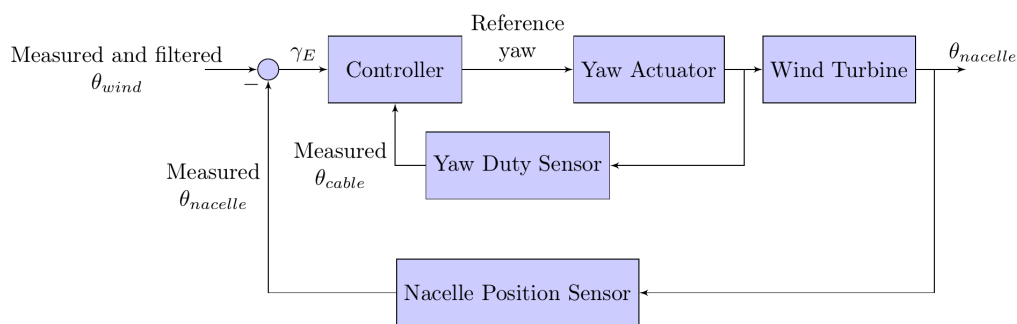 Measured and filtered
θwind
−
γE
Controller
Reference
yaw
Yaw Actuator
Wind Turbine
θnacelle
Measured
θcable
Yaw Duty Sensor
Measured
θnacelle
Nacelle Position Sensor